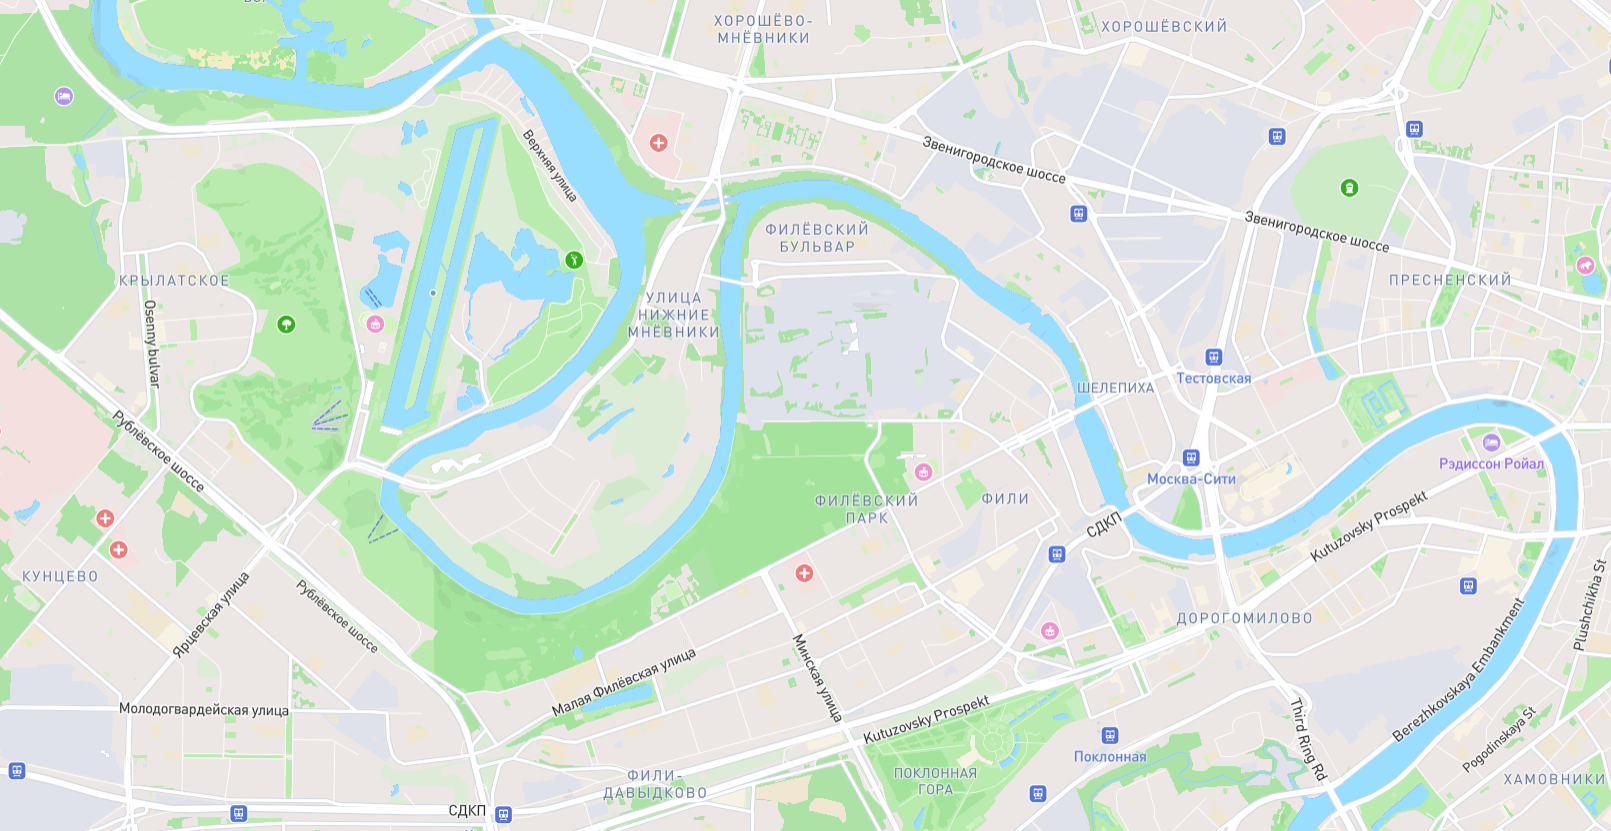 ХОРОШЁВО-
МНЁВНИКИ
ХОРОШЁВСКИЙ
Верхняя улица
Звенигородское шоссе
Звенигородское шоссе
ФИЛЁВСКИЙ
БУЛЬВАР
КРЫЛАТСКОЕ
ПРЕСНЕНСКИЙ
Osenny bulvar
УЛИЦА
НИЖНИЕ
МНЁВНИКИ
Тестовская
ШЕЛЕПИХА
Рублёвское шоссе
Рэдиссон Ройал
Москва-Сити
ФИЛЁВСКИЙ
ПАРК
ФИЛИ
СДКП
Kutuzovsky Prospekt
КУНЦЕВО
Ярцевская улица
Рублёвское шоссе
ДОРОГОМИЛОВО
Plushchikha St
Минская улица
Малая Филёвская улица
Berezhkovskaya Embankment
Молодогвардейская улица
Kutuzovsky Prospekt
Third Ring Rd
Pogodinskaya St
Поклонная
ФИЛИ-
ДАВЫДКОВО
ПОКЛОННАЯ
ГОРА
ХАМОВНИКИ
СДКП